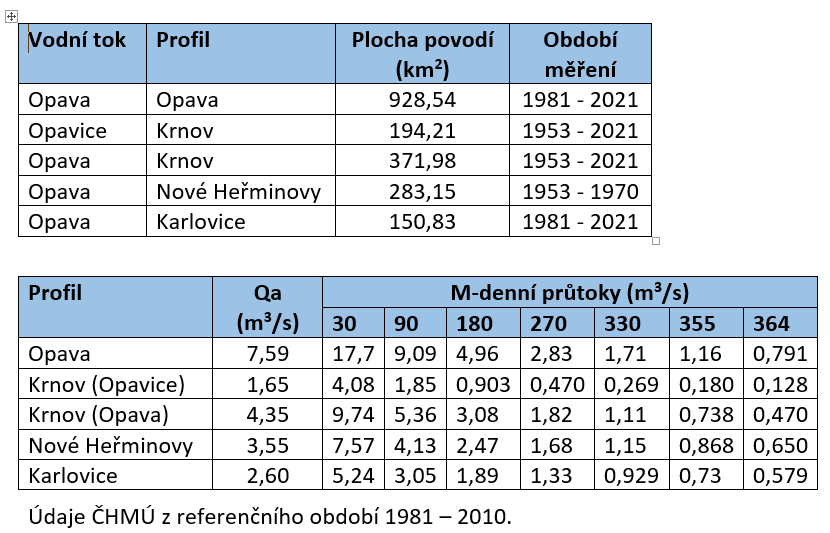 Vodní tok Profil Plocha povodí (km²) Období měření
Opava Opava 928,54 1981 - 2021
Opavice Krnov 194,21 1953 - 2021
Opava Krnov 371,98 1953 - 2021
Opava Nové Heřminovy 283,15 1953 - 1970
Opava Karlovice 150,83 1981 - 2021
Profil Qa (m³/s) M-denní průtoky (m³/s)
30 90 180 270 330 355 364
Opava 7,59 17,7 9,09 4,96 2,83 1,71 1,16 0,791
Krnov (Opavice) 1,65 4,08 1,85 0,903 0,470 0,269 0,180 0,128
Krnov (Opava) 4,35 9,74 5,36 3,08 1,82 1,11 0,738 0,470
Nové Heřminovy 3,55 7,57 4,13 2,47 1,68 1,15 0,868 0,650
Karlovice 2,60 5,24 3,05 1,89 1,33 0,929 0,73 0,579
Údaje ČHMÚ z referenčního období 1981 – 2010.